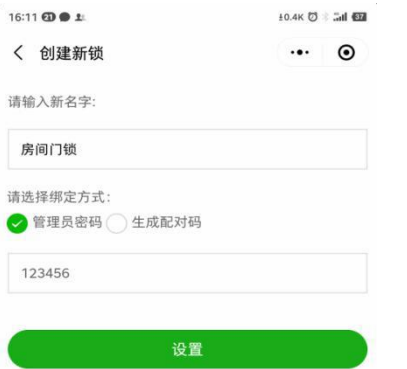 16:11 21 0.4K 37
创建新锁
请输入新名字:
房间门锁
请选择绑定方式:
管理员密码 生成配对码
123456
设置